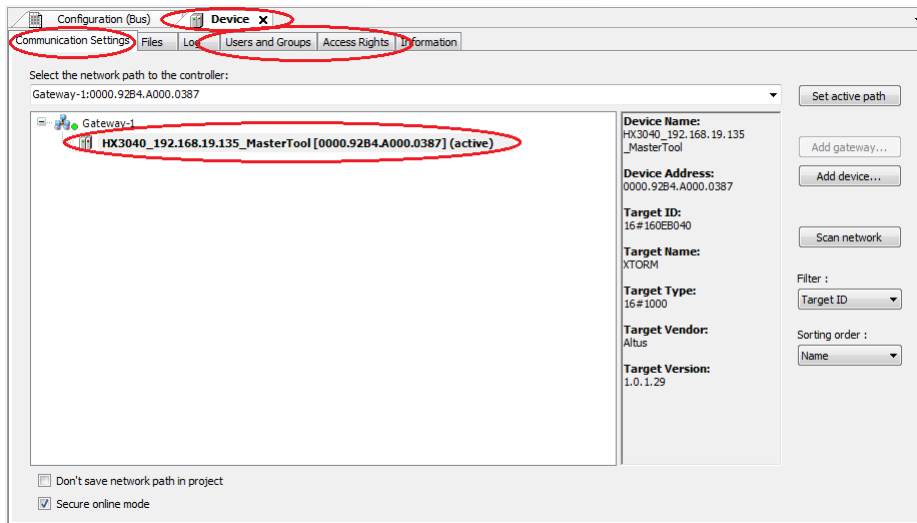 Configuration (Bus) Device x
Communication Settings Files Log Users and Groups Access Rights Information
Select the network path to the controller:
Gateway-1:0000.92B4.A000.0387
Set active path
Gateway-1
HX3040_192.168.19.135_MasterTool [0000.92B4.A000.0387] (active)
Device Name:
HX3040_192.168.19.135
_MasterTool
Device Address:
0000.92B4.A000.0387
Target ID:
16#160EB040
Target Name:
XTORM
Target Type:
16#1000
Target Vendor:
Altus
Target Version:
1.0.1.29
Add gateway...
Add device...
Scan network
Filter :
Target ID
Sorting order :
Name
Don't save network path in project
Secure online mode